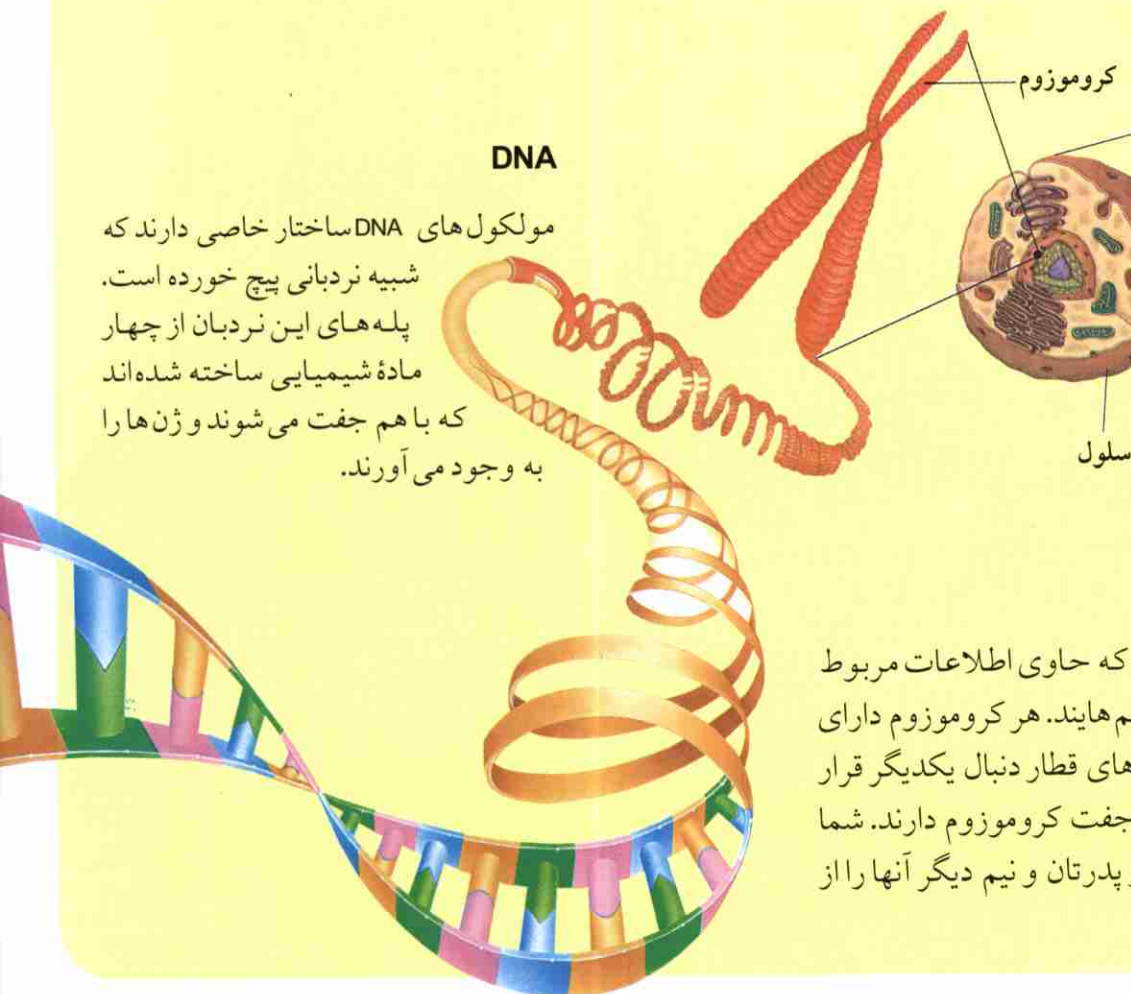 کروموزوم
سلول
DNA
مولکول‌های DNA ساختار خاصی دارند که
شبیه نردبانی پیچ خورده است.
پله‌های این نردبان از چهار
مادهٔ شیمیایی ساخته شده‌اند
که با هم جفت می‌شوند و ژن‌ها را
به وجود می‌آورند.
که حاوی اطلاعات مربوط
هایند. هر کروموزوم دارای
های قطار دنبال یکدیگر قرار
جفت کروموزوم دارند. شما
پدرتان و نیم دیگر آنها را از